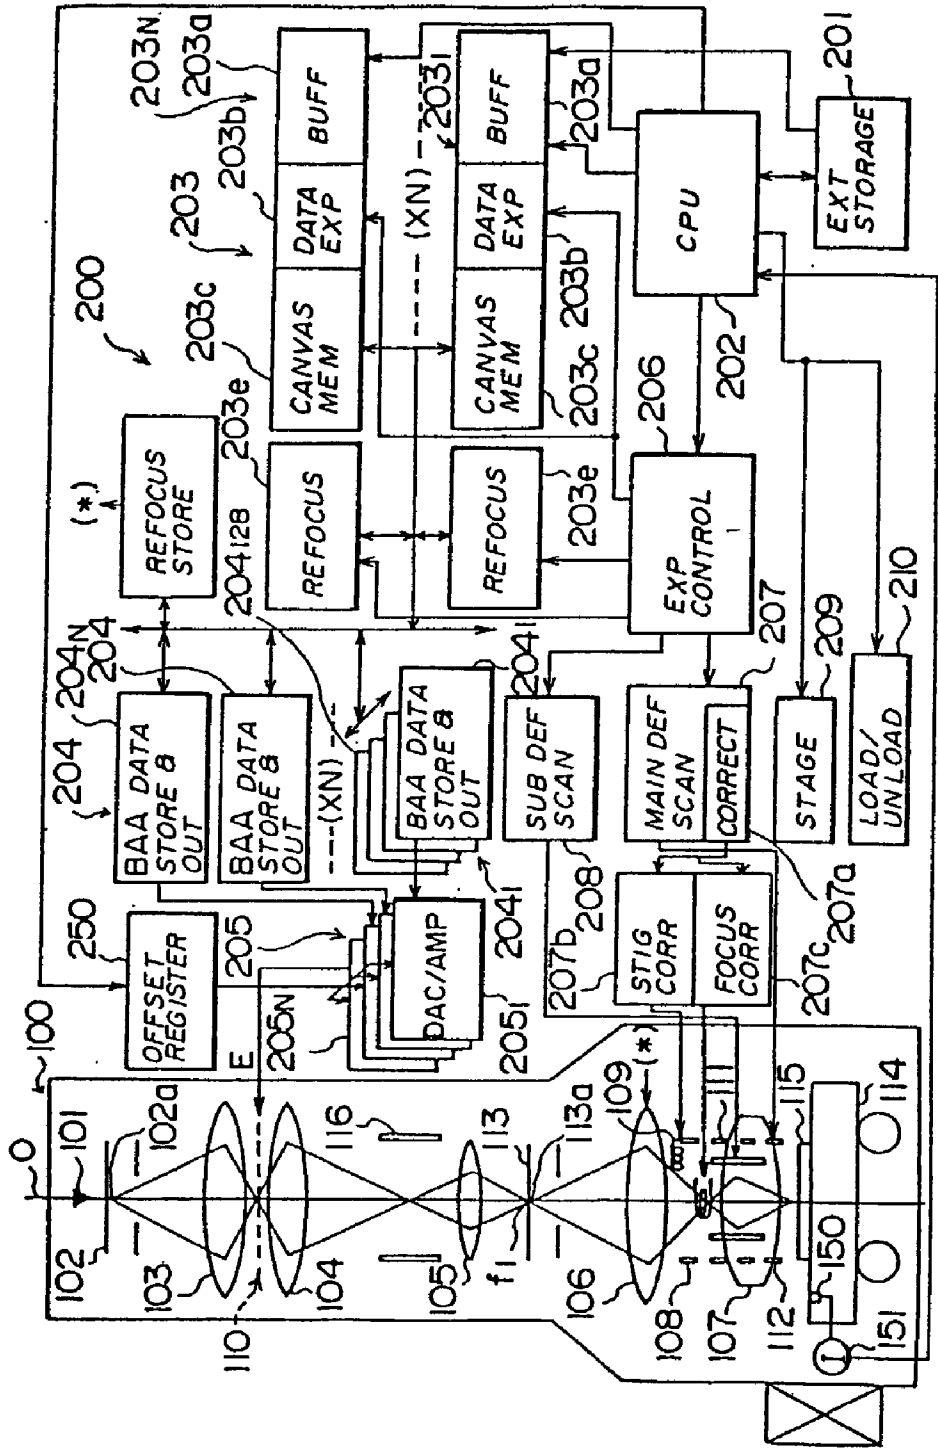 100
O
101
102
102a
103
110
104
E
116
105
f1
113
113a
106
109
(*)
108
107
111
112
115
114
150
151
250
OFFSET
REGISTER
205
205N
DAC/AMP
2051
204
204N
BAA DATA
STORE &
OUT
204
BAA DATA
STORE &
OUT
---(XN)---
204128
BAA DATA
STORE &
OUT
2041
2041
(*)
REFOCUS
STORE
200
203e
REFOCUS
REFOCUS
203e
203
203N
203c
203b
203a
CANVAS
MEM
DATA
EXP
BUFF
---(XN)---
2031
CANVAS
MEM
DATA
EXP
BUFF
203c
203b
203a
SUB DEF
SCAN
208
206
EXP
CONTROL
202
CPU
201
EXT
STORAGE
207
MAIN DEF
SCAN
CORRECT
207a
207b
STIG
CORR
FOCUS
CORR
207c
STAGE
209
LOAD/
UNLOAD
210